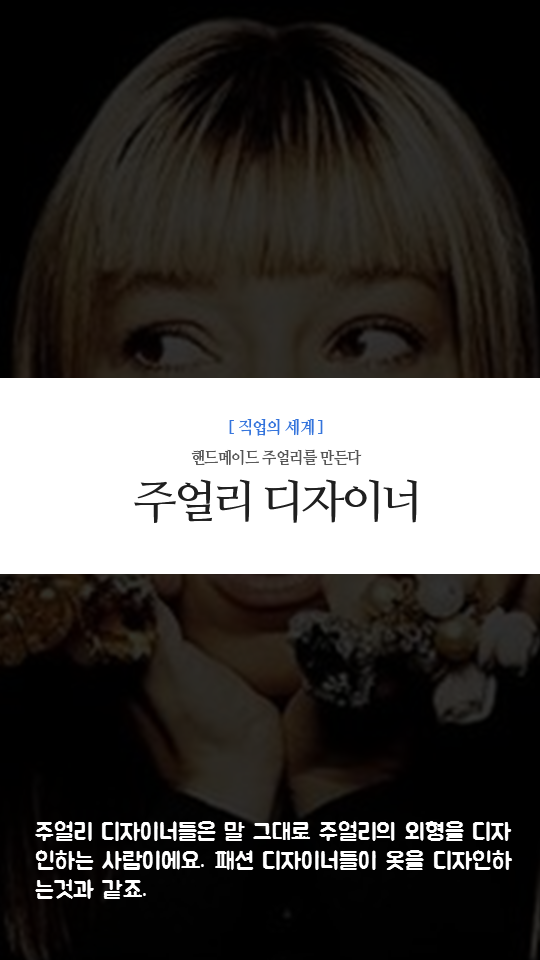 [ 직업의 세계 ]
핸드메이드 주얼리를 만든다
주얼리 디자이너
주얼리 디자이너들은 말 그대로 주얼리의 외형을 디자
인하는 사람이에요. 패션 디자이너들이 옷을 디자인하
는것과 같죠.